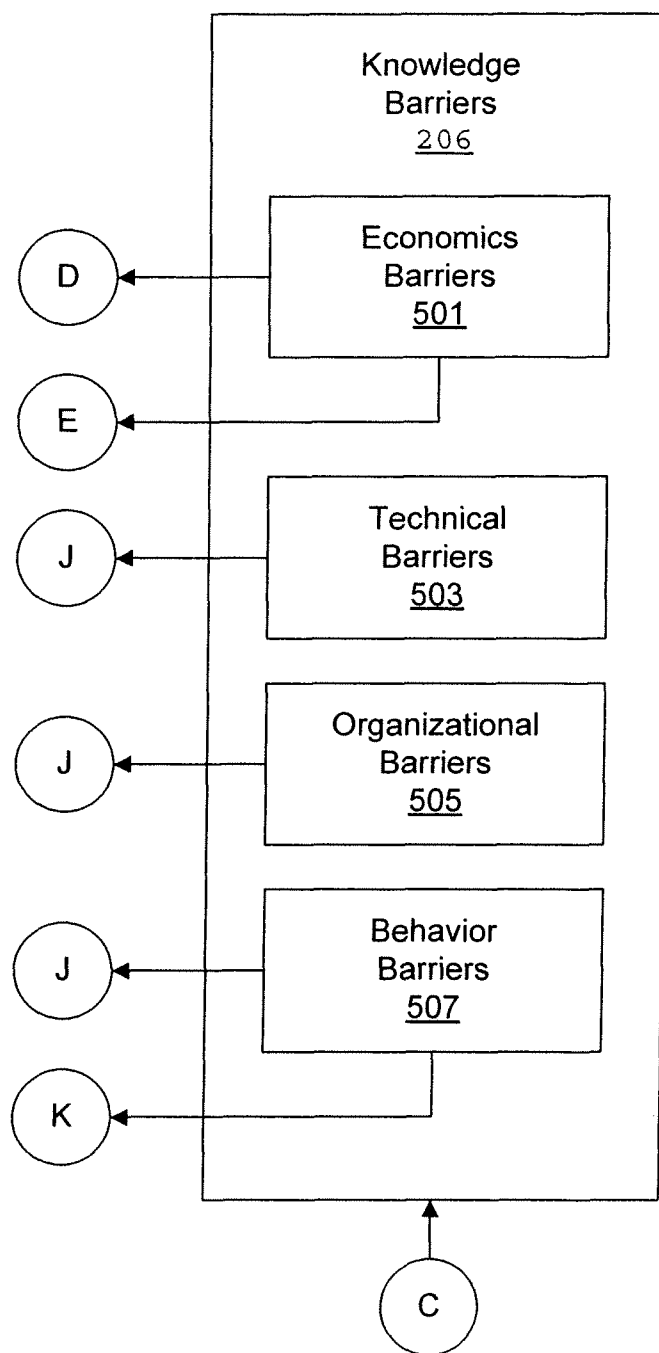 Knowledge
Barriers
206
Economics
Barriers
501
D
E
Technical
Barriers
503
J
Organizational
Barriers
505
J
Behavior
Barriers
507
J
K
C